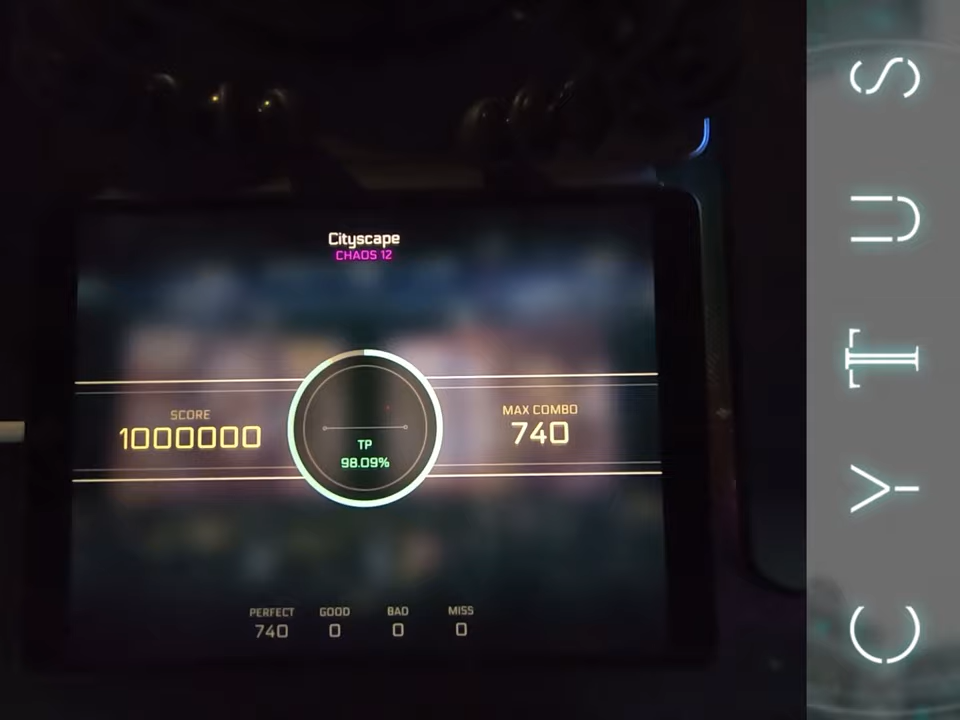 Cityscape
CHAOS 12
SCORE
1000000
TP
98.09%
MAX COMBO
740
PERFECT GOOD BAD MISS
740 0 0 0
CYTUS